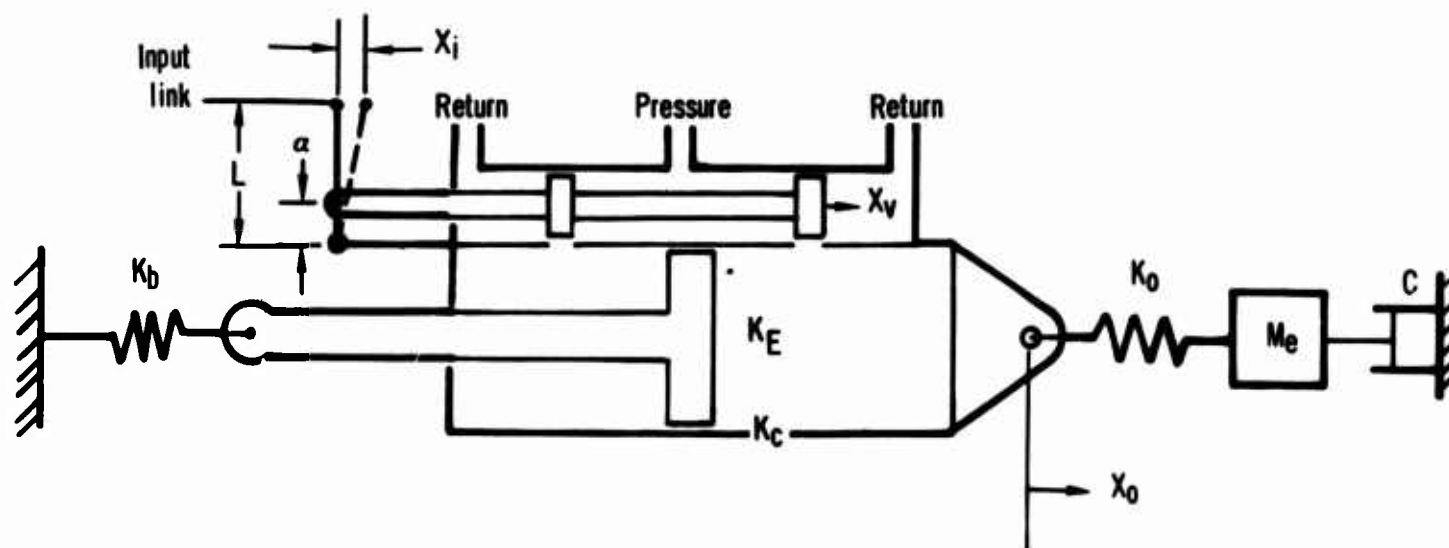 Xi
Input
link
Return
Pressure
Return
a
L
Xv
Kb
Ko
C
KE
Me
Kc
Xo